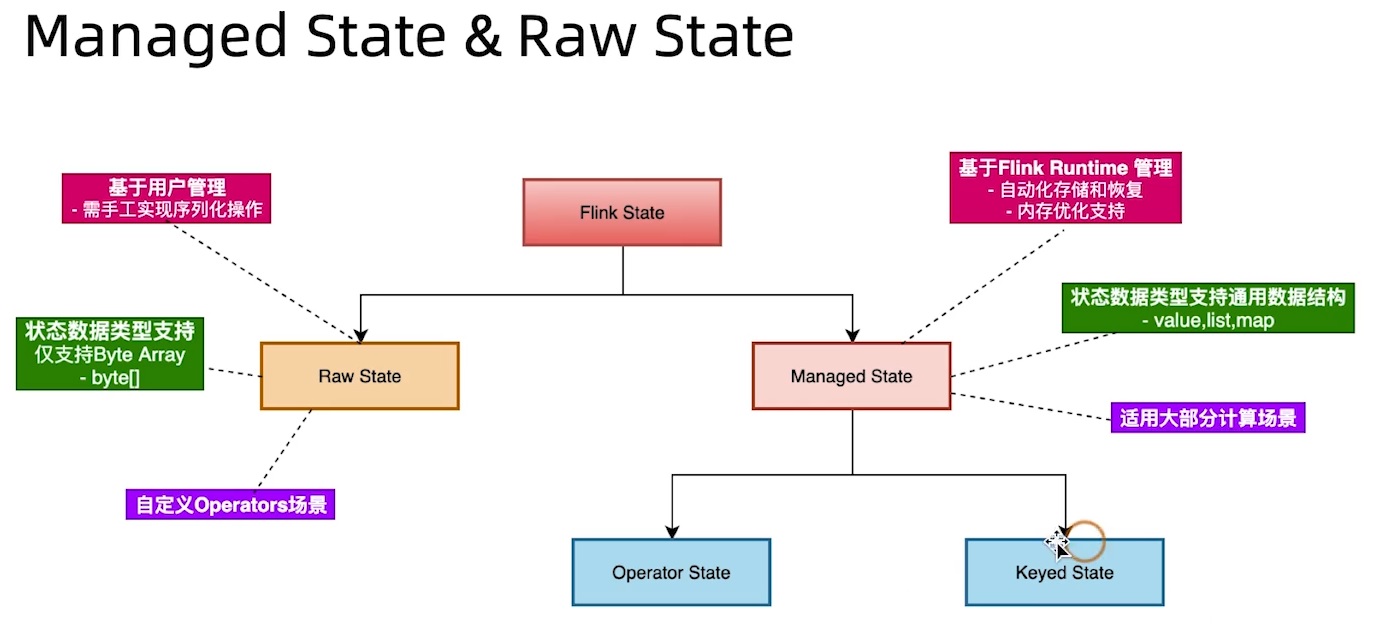 Managed State & Raw State
基于用户管理
- 需手工实现序列化操作
Flink State
基于Flink Runtime 管理
- 自动化存储和恢复
- 内存优化支持
状态数据类型支持
仅支持Byte Array
- byte[]
Raw State
Managed State
状态数据类型支持通用数据结构
- value,list,map
适用大部分计算场景
自定义Operators场景
Operator State
Keyed State